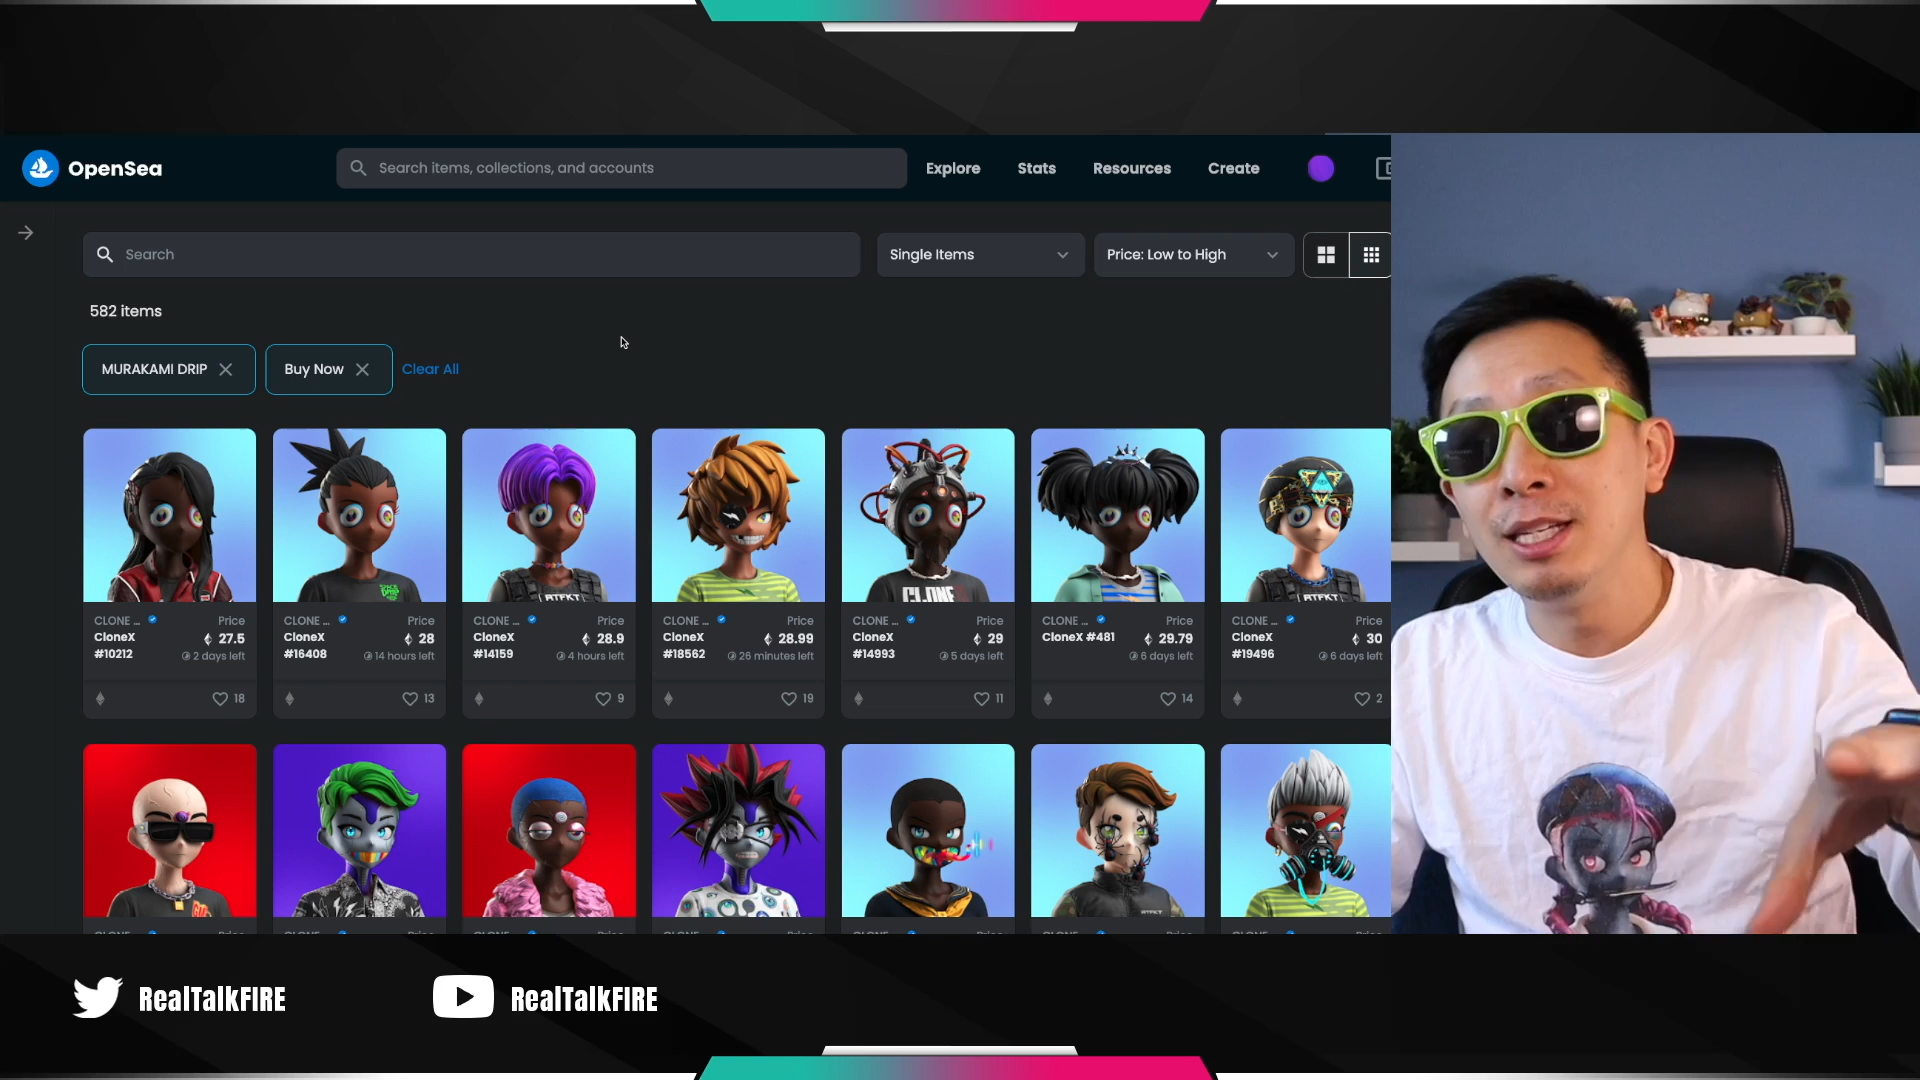 OpenSea
Search items, collections, and accounts
Explore
Stats
Resources
Create
Search
Single Items
Price: Low to High
582 items
MURAKAMI DRIP
Buy Now
Clear All
CLONE ...
Price
CloneX
#10212
27.5
2 days left
18
CLONE ...
Price
CloneX
#16408
28
14 hours left
13
CLONE ...
Price
CloneX
#14159
28.9
4 hours left
9
CLONE ...
Price
CloneX
#18562
28.99
26 minutes left
19
CLONE ...
Price
CloneX
#14993
29
5 days left
11
CLONE ...
Price
CloneX #481
29.79
6 days left
14
CLONE ...
Price
CloneX
#19496
30
6 days left
2
RTFKT
RTFKT
RealTalkFIRE
RealTalkFIRE